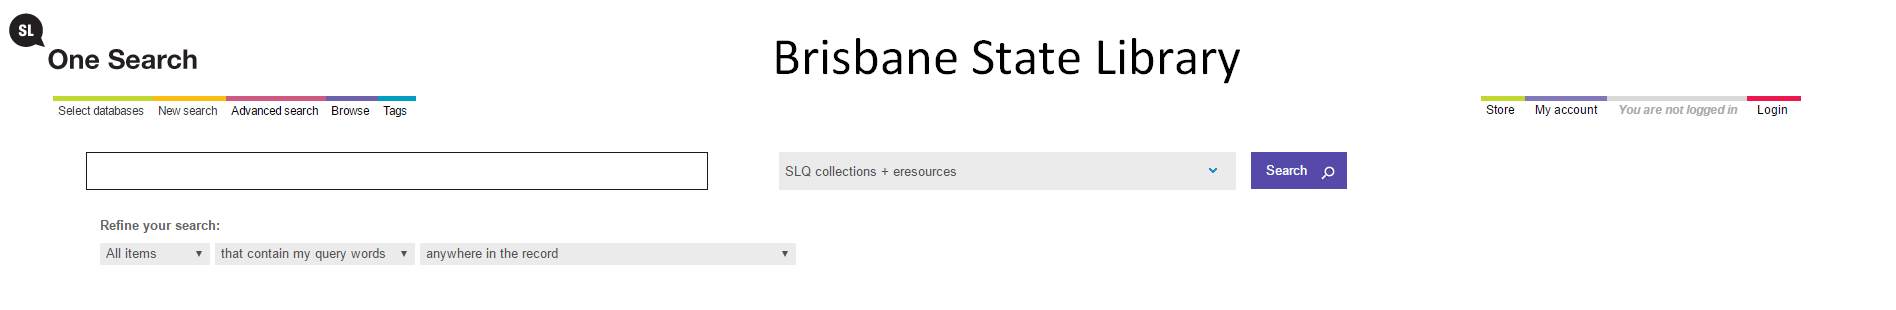 SL
One Search
Brisbane State Library
Select databases New search Advanced search Browse Tags
Store My account You are not logged in Login
SLQ collections + eresources
Search
Refine your search:
All items that contain my query words anywhere in the record